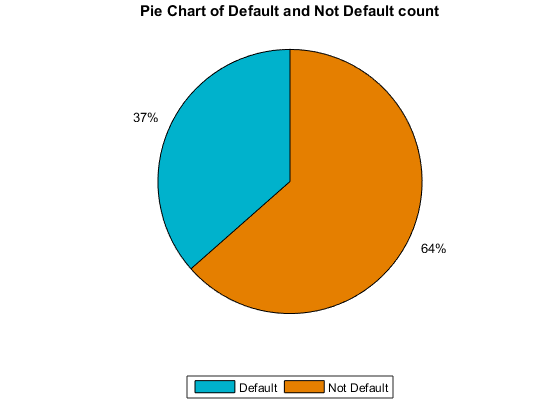 Pie Chart of Default and Not Default count
37%
64%
Default
Not Default